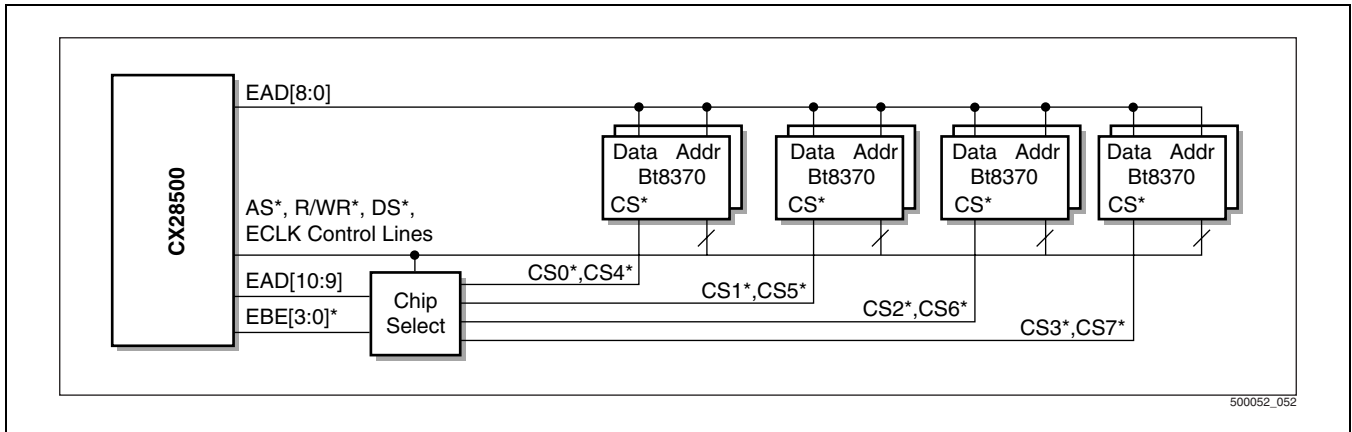 EAD[8:0]
CX28500
AS*, R/WR*, DS*,
ECLK Control Lines
EAD[10:9]
EBE[3:0]*
Chip
Select
Data Addr
Bt8370
CS*
Data Addr
Bt8370
CS*
Data Addr
Bt8370
CS*
Data Addr
Bt8370
CS*
CS0*,CS4*
CS1*,CS5*
CS2*,CS6*
CS3*,CS7*
500052_052